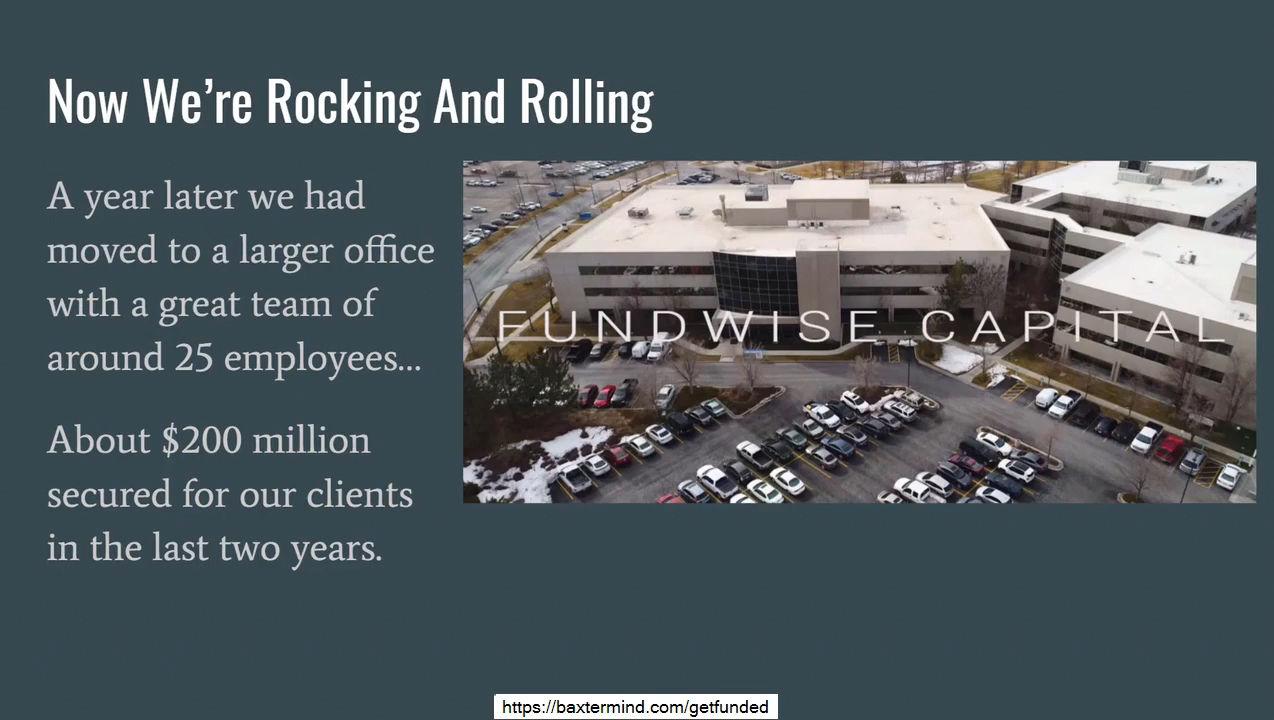 Now We’re Rocking And Rolling
A year later we had
moved to a larger office
with a great team of
around 25 employees...
FUNDWISE CAPITAL
About $200 million
secured for our clients
in the last two years.
https://baxtermind.com/getfunded